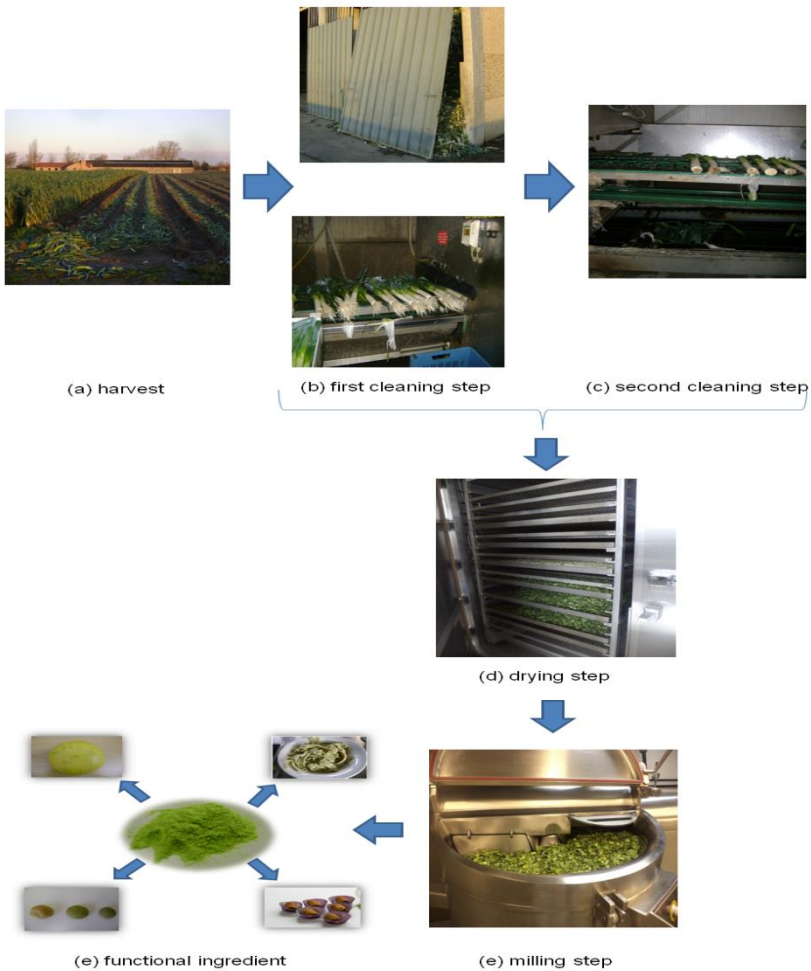 (a) harvest
(b) first cleaning step
(c) second cleaning step
(d) drying step
(e) functional ingredient
(e) milling step